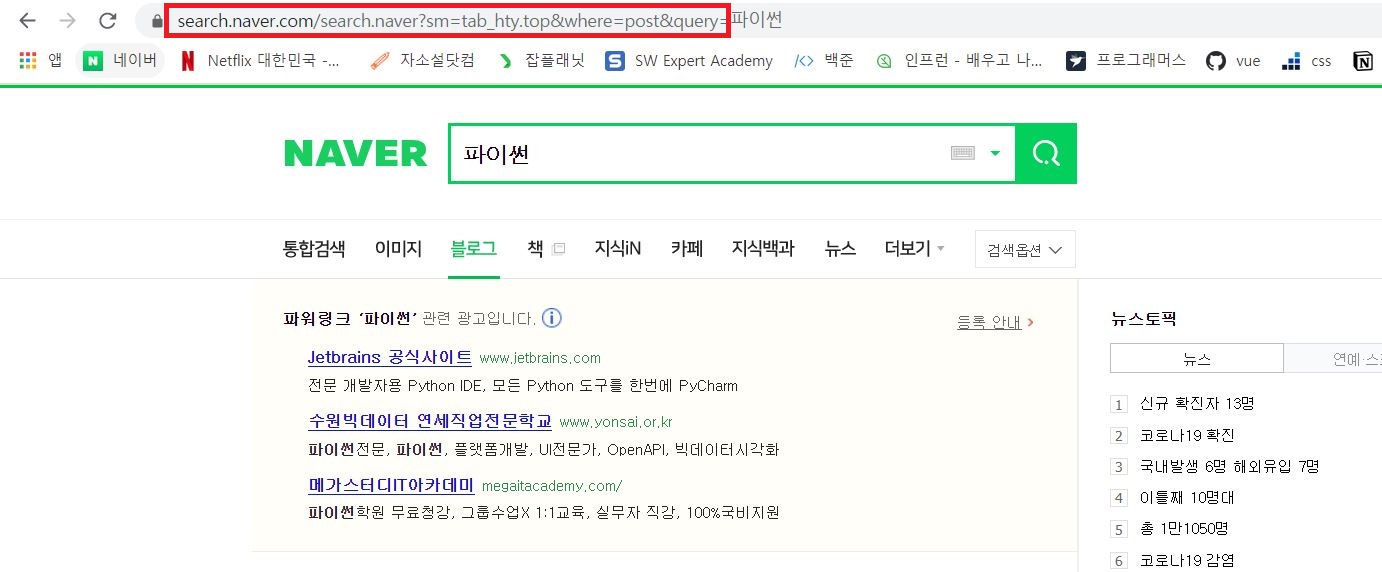 search.naver.com/search.naver?sm=tab_hty.top&where=post&query=파이썬
앱 네이버 Netflix 대한민국 -... 자소설닷컴 잡플래닛 SW Expert Academy 백준 인프런 - 배우고 나... 프로그래머스 vue css
NAVER 파이썬
통합검색 이미지 블로그 책 지식iN 카페 지식백과 뉴스 더보기 검색옵션
파워링크 '파이썬' 관련 광고입니다. 등록 안내
Jetbrains 공식사이트 www.jetbrains.com
전문 개발자용 Python IDE, 모든 Python 도구를 한번에 PyCharm
수원빅데이터 연세직업전문학교 www.yonsai.or.kr
파이썬전문, 파이썬, 플랫폼개발, UI전문가, OpenAPI, 빅데이터시각화
메가스터디IT아카데미 megaitacademy.com/
파이썬학원 무료청강, 그룹수업X 1:1교육, 실무자 직강, 100%국비지원
뉴스토픽
뉴스 연예·스포
1 신규 확진자 13명
2 코로나19 확진
3 국내발생 6명 해외유입 7명
4 이틀째 10명대
5 총 1만1050명
6 코로나19 감염